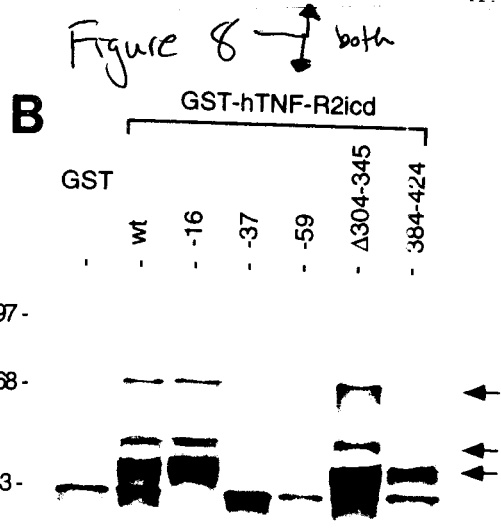 Figure 8 both
B
GST-hTNF-R2icd
GST
wt
-16
-37
-59
Δ304-345
384-424
97 -
68 -
3 -